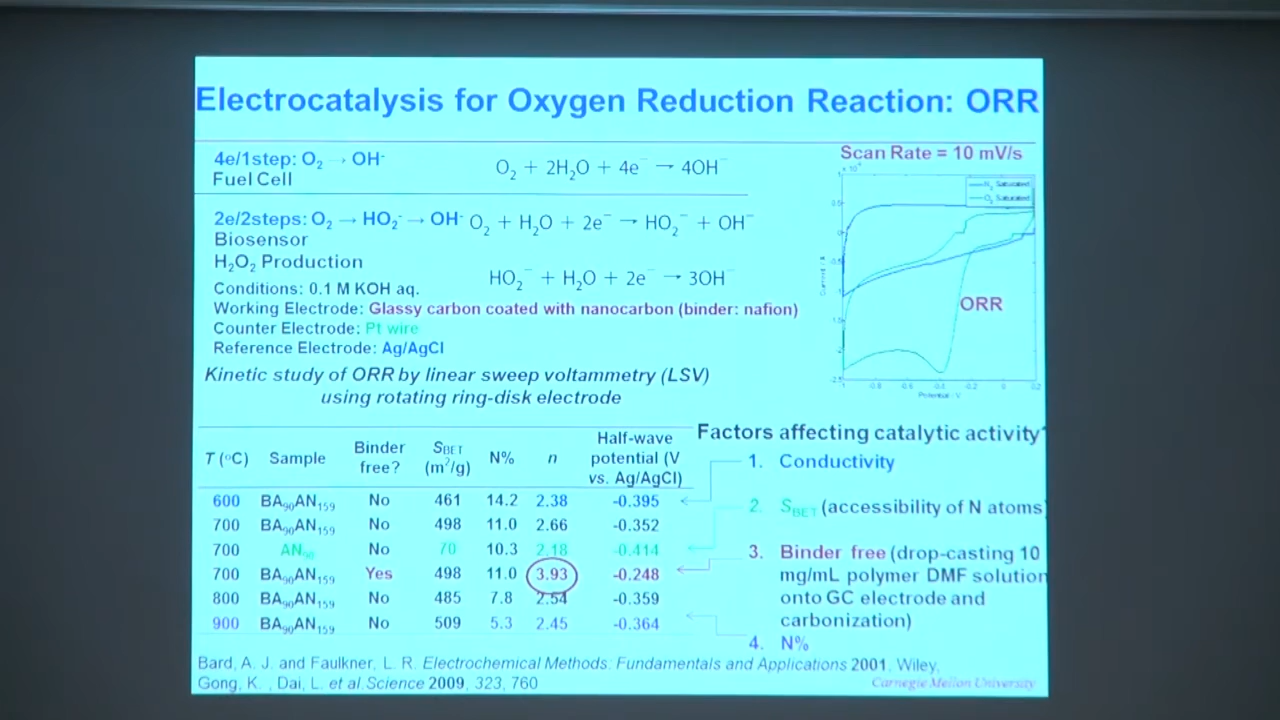 Electrocatalysis for Oxygen Reduction Reaction: ORR
4e/1step: O₂ → OH⁻
Fuel Cell
O₂ + 2H₂O + 4e⁻ → 4OH⁻
2e/2steps: O₂ → HO₂⁻ → OH⁻
O₂ + H₂O + 2e⁻ → HO₂⁻ + OH⁻
Biosensor
H₂O₂ Production
HO₂⁻ + H₂O + 2e⁻ → 3OH⁻
Conditions: 0.1 M KOH aq.
Working Electrode: Glassy carbon coated with nanocarbon (binder: nafion)
Counter Electrode: Pt wire
Reference Electrode: Ag/AgCl
Scan Rate = 10 mV/s
N₂ Saturated
O₂ Saturated
ORR
Potential / V
Kinetic study of ORR by linear sweep voltammetry (LSV)
using rotating ring-disk electrode
T (°C) Sample Binder free? S_BET (m²/g) N% n Half-wave potential (V vs. Ag/AgCl)
600 BA₉₀AN₁₅₉ No 461 14.2 2.38 -0.395
700 BA₉₀AN₁₅₉ No 498 11.0 2.66 -0.352
700 No 70 10.3 2.18 -0.414
700 BA₉₀AN₁₅₉ Yes 498 11.0 3.93 -0.248
800 BA₉₀AN₁₅₉ No 485 7.8 2.54 -0.359
900 BA₉₀AN₁₅₉ No 509 5.3 2.45 -0.364
Factors affecting catalytic activity
1. Conductivity
2. S_BET (accessibility of N atoms)
3. Binder free (drop-casting 10
mg/mL polymer DMF solution
onto GC electrode and
carbonization)
4. N%
Bard, A. J. and Faulkner, L. R. Electrochemical Methods: Fundamentals and Applications 2001, Wiley,
Gong, K. , Dai, L. et al. Science 2009, 323, 760
Carnegie Mellon University